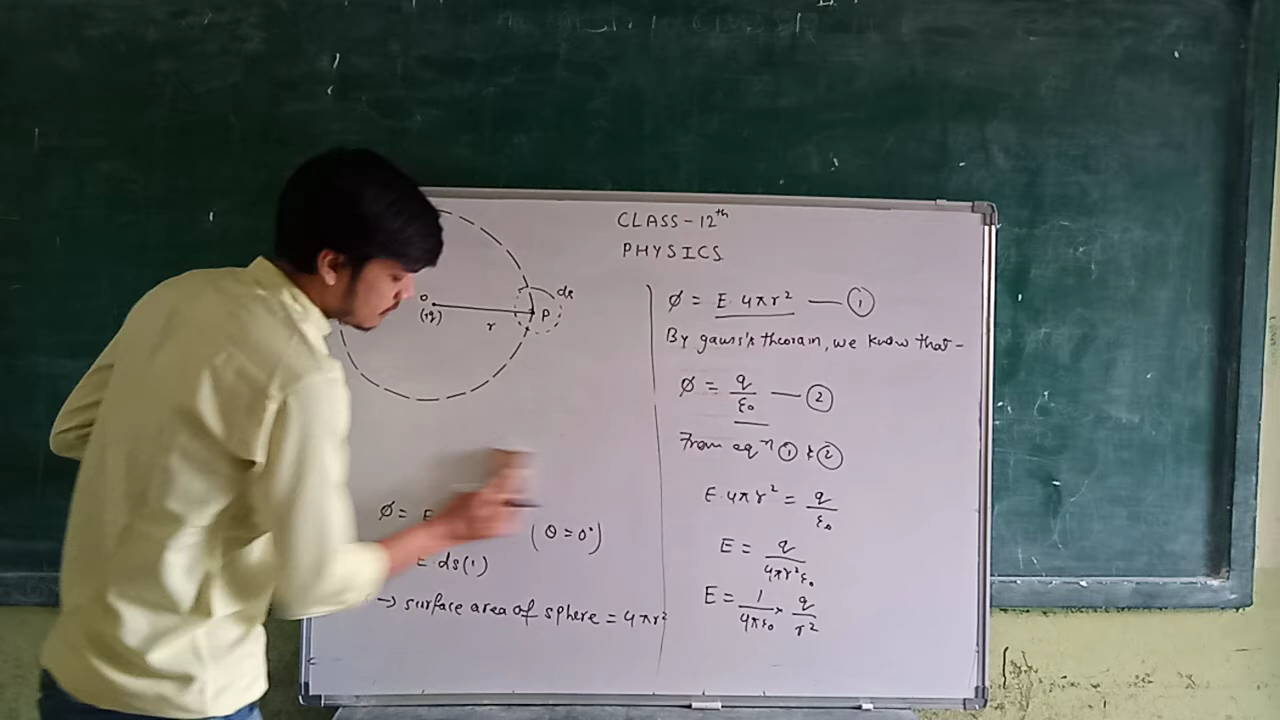 CLASS-12th
PHYSICS
O
(+q)
r
P
ds
φ = E
(θ=0°)
E ds(1)
→ surface area of sphere = 4πr²
φ = E.4πr² — ①
By gauss's theorain, we know that -
φ = q/ε₀ — ②
From eqⁿ ① & ②
E.4πr² = q/ε₀
E = q/4πr²ε₀
E = 1/4πε₀ × q/r²